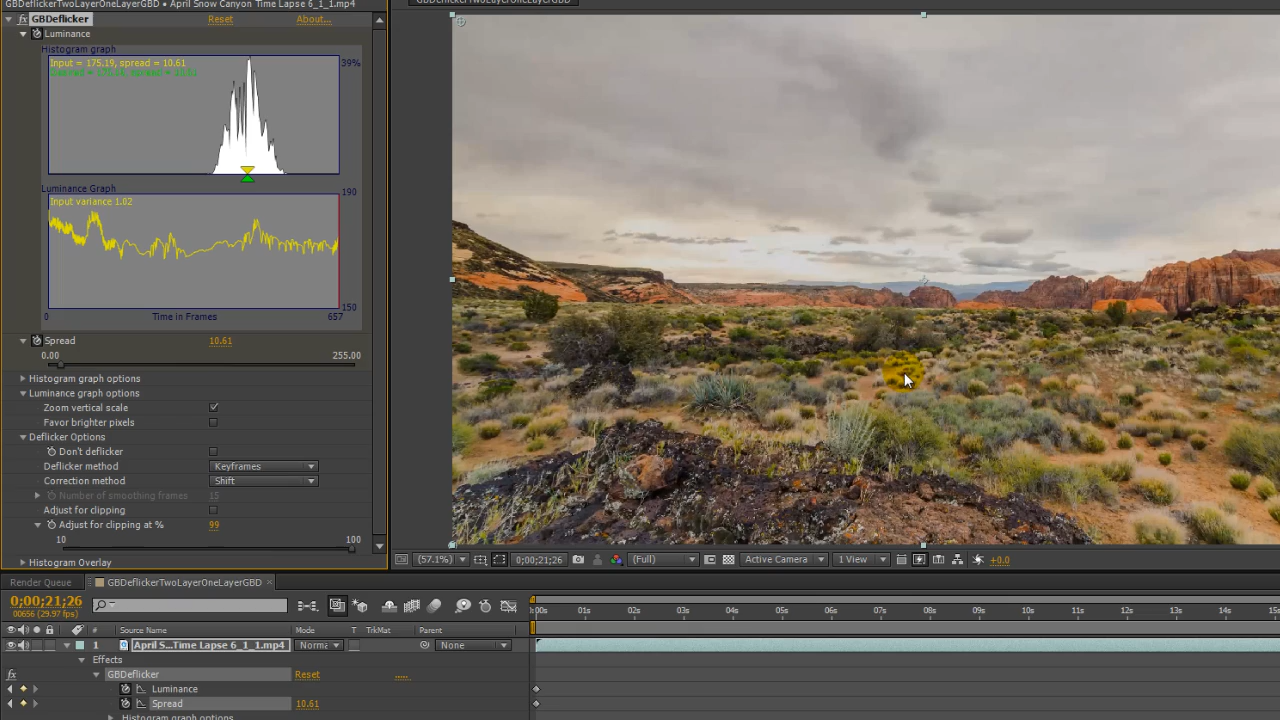 GBDeflickerTwoLayerOneLayerGBD • April Snow Canyon Time Lapse 6_1_1.mp4
GBDeflickerTwoLayerOneLayerGBD
GBDeflicker Reset About...
Luminance
Histogram graph
Input = 175.19, spread = 10.61
39%
Luminance Graph
190
Input variance 1.02
150
0 Time in Frames 657
Spread 10.61
0.00 255.00
Histogram graph options
Luminance graph options
Zoom vertical scale
Favor brighter pixels
Deflicker Options
Don't deflicker
Deflicker method Keyframes
Correction method Shift
Number of smoothing frames 15
Adjust for clipping
Adjust for clipping at % 99
10 100
Histogram Overlay
(57.1%) 0;00;21;26 (Full) Active Camera 1 View +0.0
Render Queue GBDeflickerTwoLayerOneLayerGBD
0;00;21;26
00656 (29.97 fps)
:00s 01s 02s 03s 04s 05s 06s 07s 08s 09s 10s 11s 12s 13s 14s 15s
# Source Name Mode T TrkMat Parent
1 April S...Time Lapse 6_1_1.mp4 Norma None
Effects
fx GBDeflicker Reset .....
Luminance
Spread 10.61
Histogram graph options